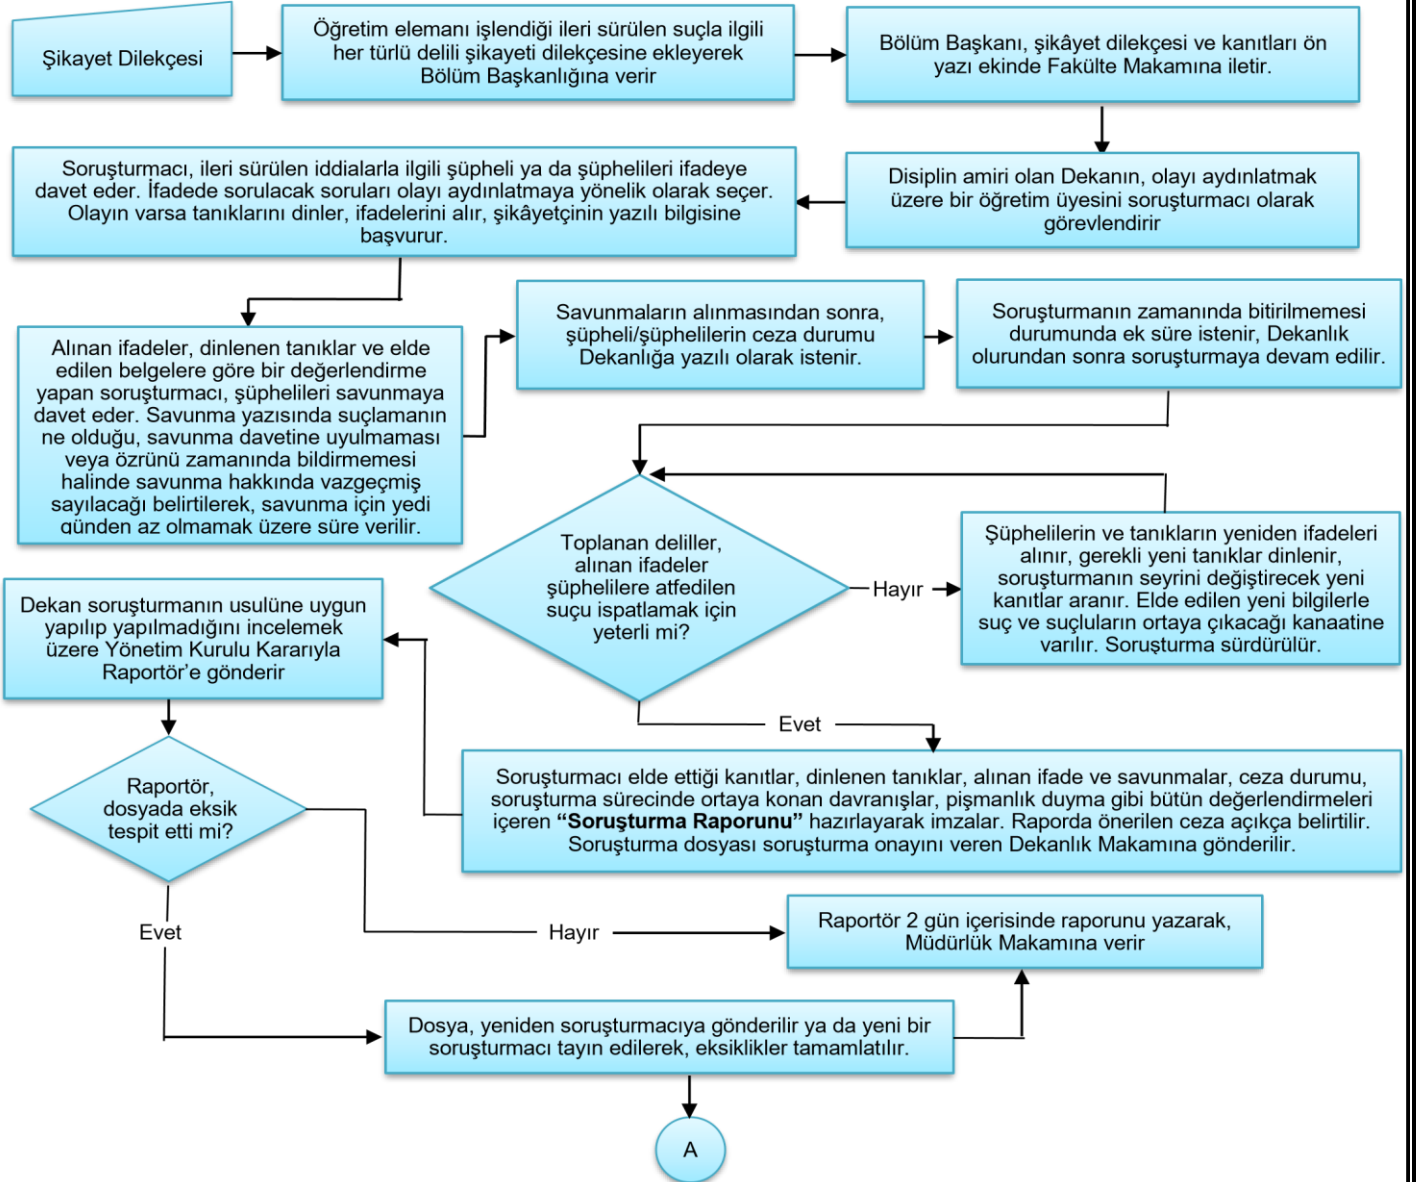 Şikayet Dilekçesi
Öğretim elemanı işlendiği ileri sürülen suçla ilgili
her türlü delili şikayeti dilekçesine ekleyerek
Bölüm Başkanlığına verir
Bölüm Başkanı, şikâyet dilekçesi ve kanıtları ön
yazı ekinde Fakülte Makamına iletir.
Disiplin amiri olan Dekanın, olayı aydınlatmak
üzere bir öğretim üyesini soruşturmacı olarak
görevlendirir
Soruşturmacı, ileri sürülen iddialarla ilgili şüpheli ya da şüphelileri ifadeye
davet eder. İfadede sorulacak soruları olayı aydınlatmaya yönelik olarak seçer.
Olayın varsa tanıklarını dinler, ifadelerini alır, şikâyetçinin yazılı bilgisine
başvurur.
Alınan ifadeler, dinlenen tanıklar ve elde
edilen belgelere göre bir değerlendirme
yapan soruşturmacı, şüphelileri savunmaya
davet eder. Savunma yazısında suçlamanın
ne olduğu, savunma davetine uyulmaması
veya özrünü zamanında bildirmemesi
halinde savunma hakkında vazgeçmiş
sayılacağı belirtilerek, savunma için yedi
günden az olmamak üzere süre verilir.
Savunmaların alınmasından sonra,
şüpheli/şüphelilerin ceza durumu
Dekanlığa yazılı olarak istenir.
Soruşturmanın zamanında bitirilmemesi
durumunda ek süre istenir, Dekanlık
olurundan sonra soruşturmaya devam edilir.
Toplanan deliller,
alınan ifadeler
şüphelilere atfedilen
suçu ispatlamak için
yeterli mi?
Hayır
Şüphelilerin ve tanıkların yeniden ifadeleri
alınır, gerekli yeni tanıklar dinlenir,
soruşturmanın seyrini değiştirecek yeni
kanıtlar aranır. Elde edilen yeni bilgilerle
suç ve suçluların ortaya çıkacağı kanaatine
varılır. Soruşturma sürdürülür.
Evet
Soruşturmacı elde ettiği kanıtlar, dinlenen tanıklar, alınan ifade ve savunmalar, ceza durumu,
soruşturma sürecinde ortaya konan davranışlar, pişmanlık duyma gibi bütün değerlendirmeleri
içeren “Soruşturma Raporunu” hazırlayarak imzalar. Raporda önerilen ceza açıkça belirtilir.
Soruşturma dosyası soruşturma onayını veren Dekanlık Makamına gönderilir.
Dekan soruşturmanın usulüne uygun
yapılıp yapılmadığını incelemek
üzere Yönetim Kurulu Kararıyla
Raportör’e gönderir
Raportör,
dosyada eksik
tespit etti mi?
Hayır
Raportör 2 gün içerisinde raporunu yazarak,
Müdürlük Makamına verir
Evet
Dosya, yeniden soruşturmacıya gönderilir ya da yeni bir
soruşturmacı tayin edilerek, eksiklikler tamamlatılır.
A